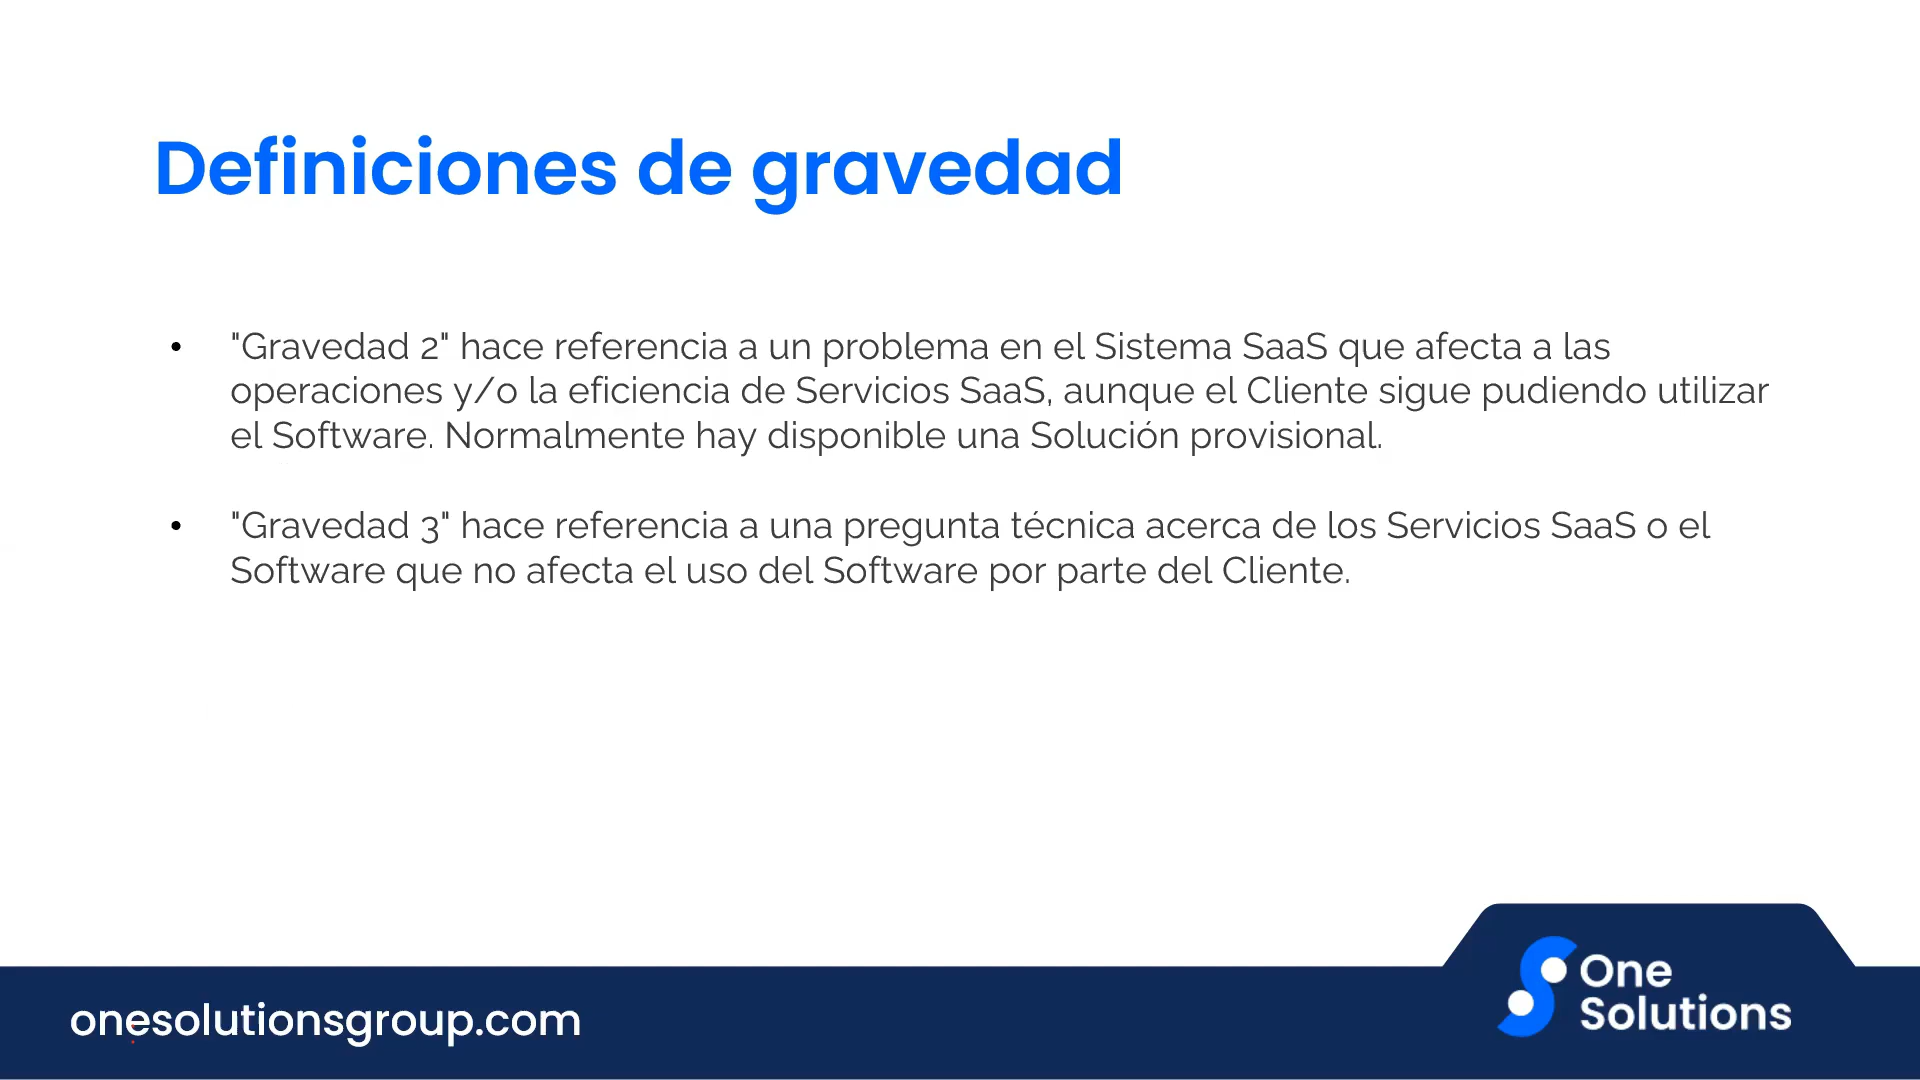 Definiciones de gravedad
• "Gravedad 2" hace referencia a un problema en el Sistema SaaS que afecta a las
operaciones y/o la eficiencia de Servicios SaaS, aunque el Cliente sigue pudiendo utilizar
el Software. Normalmente hay disponible una Solución provisional.
• "Gravedad 3" hace referencia a una pregunta técnica acerca de los Servicios SaaS o el
Software que no afecta el uso del Software por parte del Cliente.
onesolutionsgroup.com
One
Solutions